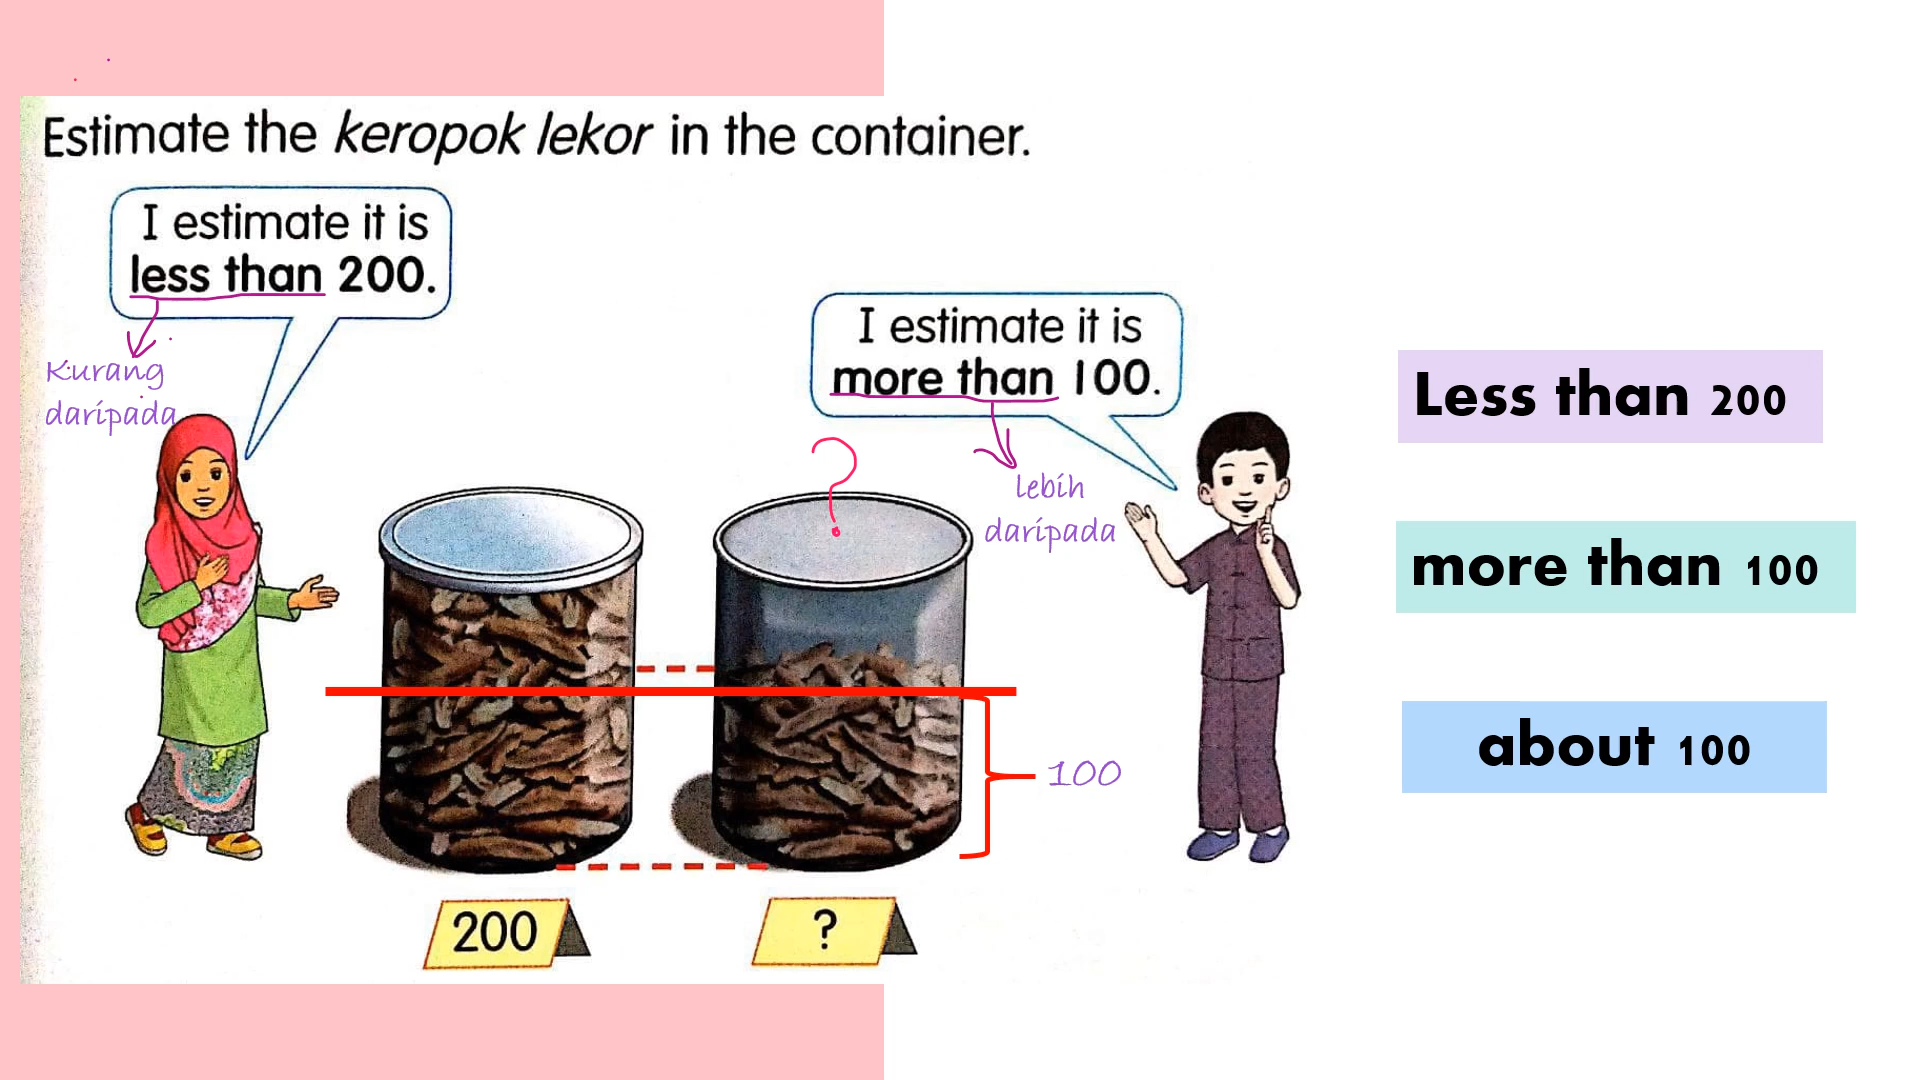 Estimate the keropok lekor in the container.
I estimate it is
less than 200.
Kurang
daripada
I estimate it is
more than 100.
lebih
daripada
?
100
200
?
Less than 200
more than 100
about 100